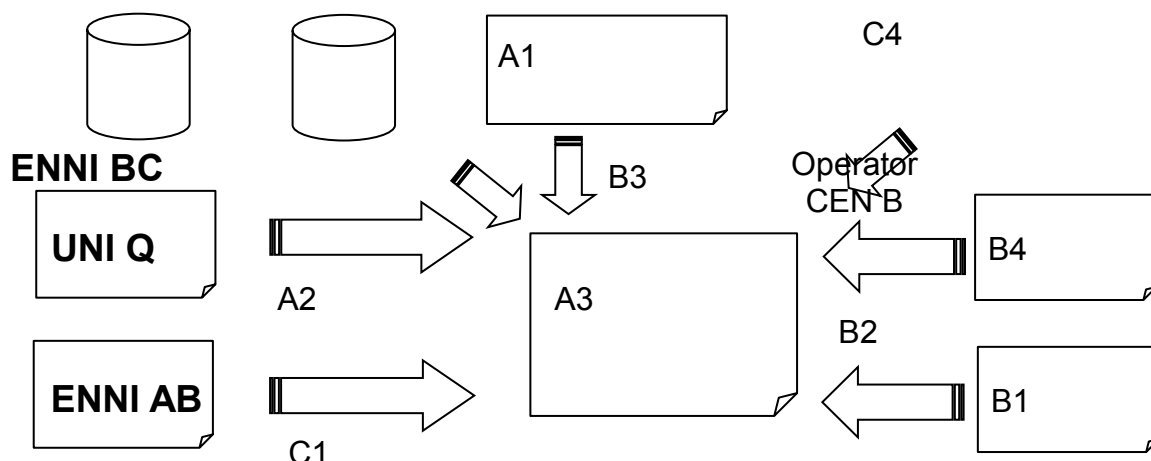 C4
A1
ENNI BC
B3
Operator
CEN B
UNI Q
B4
A2
A3
B2
ENNI AB
B1
C1